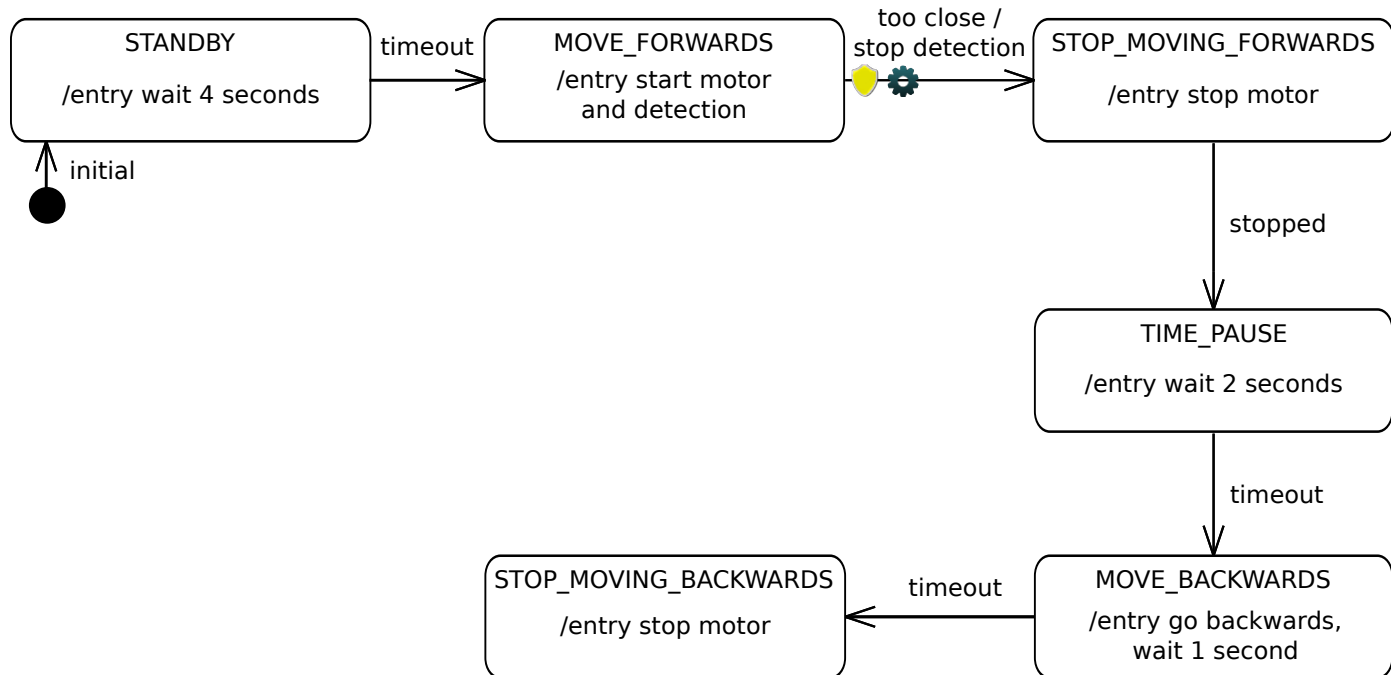 STANDBY
/entry wait 4 seconds
timeout
MOVE_FORWARDS
/entry start motor
and detection
too close /
stop detection
STOP_MOVING_FORWARDS
/entry stop motor
initial
stopped
TIME_PAUSE
/entry wait 2 seconds
timeout
MOVE_BACKWARDS
/entry go backwards,
wait 1 second
timeout
STOP_MOVING_BACKWARDS
/entry stop motor